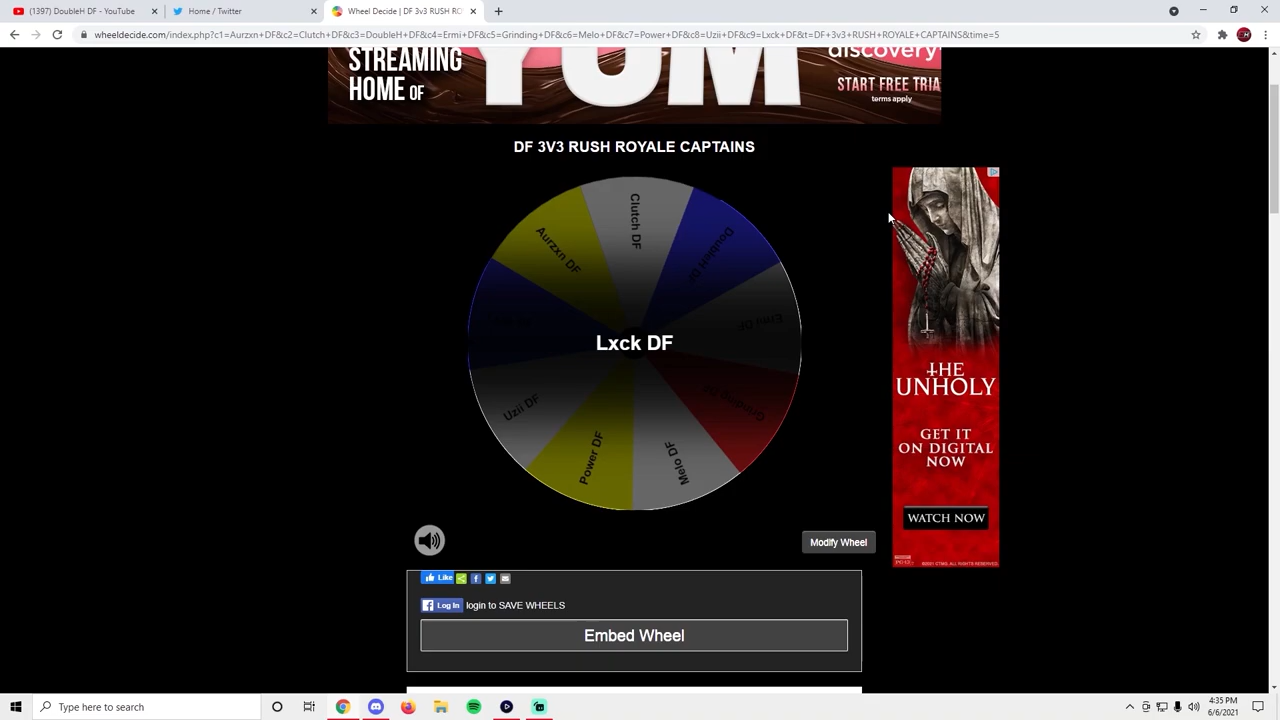 (1397) DoubleH DF - YouTube
Home / Twitter
Wheel Decide | DF 3v3 RUSH RO
wheeldecide.com/index.php?c1=Aurzxn+DF&c2=Clutch+DF&c3=DoubleH+DF&c4=Ermi+DF&c5=Grinding+DF&c6=Melo+DF&c7=Power+DF&c8=Uzii+DF&c9=Lxck+DF&t=DF+3v3+RUSH+ROYALE+CAPTAINS&time=5
STREAMING
HOME OF
YUM
discovery
START FREE TRIA
terms apply
DF 3V3 RUSH ROYALE CAPTAINS
Clutch DF
DoubleH DF
Aurzxn DF
Ermi DF
Lxck DF
Grinding DF
Uzii DF
Power DF
Melo DF
THE
UNHOLY
GET IT
ON DIGITAL
NOW
WATCH NOW
Modify Wheel
Like
Log In login to SAVE WHEELS
Embed Wheel
Type here to search
4:35 PM
6/6/2021